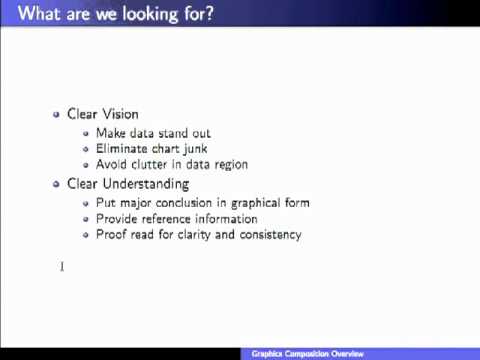 What are we looking for?
Clear Vision
Make data stand out
Eliminate chart junk
Avoid clutter in data region
Clear Understanding
Put major conclusion in graphical form
Provide reference information
Proof read for clarity and consistency
Graphics Composition Overview